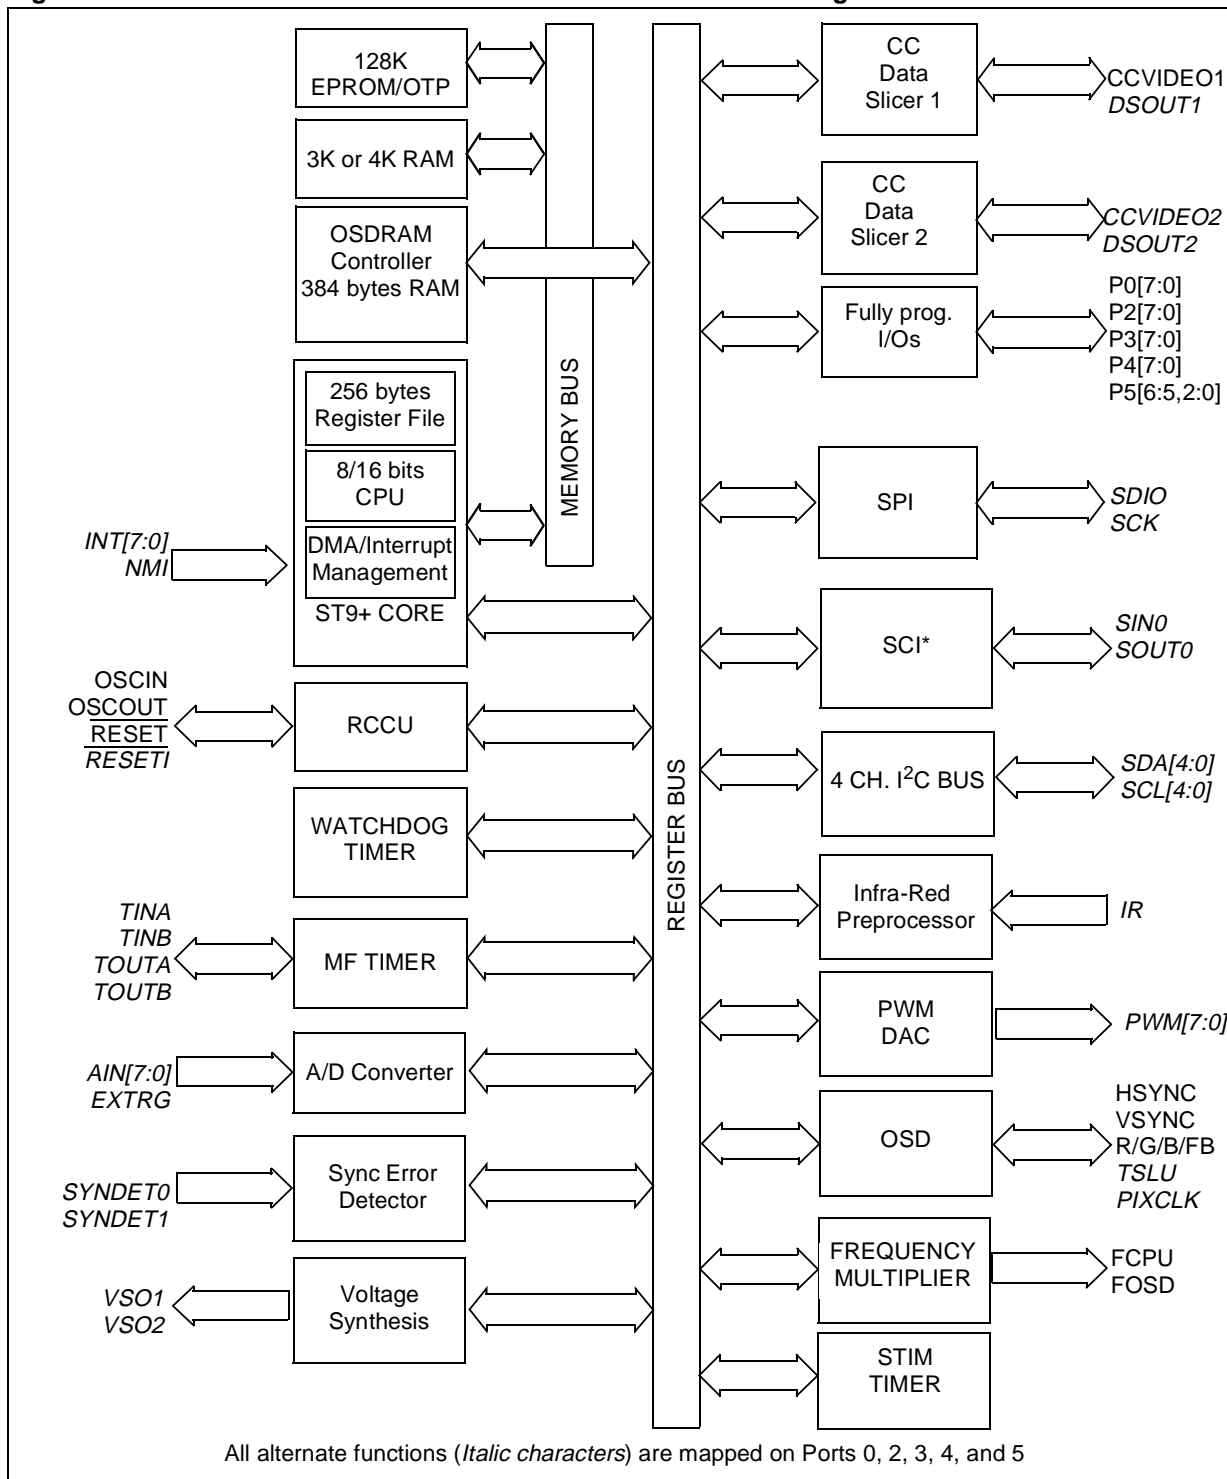 128K
EPROM/OTP
3K or 4K RAM
OSDRAM
Controller
384 bytes RAM
256 bytes
Register File
8/16 bits
CPU
DMA/Interrupt
Management
ST9+ CORE
INT[7:0]
NMI
OSCIN
OSCOUT
RESET
RESETI
RCCU
WATCHDOG
TIMER
TINA
TINB
TOUTA
TOUTB
MF TIMER
AIN[7:0]
EXTRG
A/D Converter
SYNDET0
SYNDET1
Sync Error
Detector
VSO1
VSO2
Voltage
Synthesis
MEMORY BUS
REGISTER BUS
CC
Data
Slicer 1
CCVIDEO1
DSOUT1
CC
Data
Slicer 2
CCVIDEO2
DSOUT2
Fully prog.
I/Os
P0[7:0]
P2[7:0]
P3[7:0]
P4[7:0]
P5[6:5,2:0]
SPI
SDIO
SCK
SCI*
SIN0
SOUT0
4 CH. I²C BUS
SDA[4:0]
SCL[4:0]
Infra-Red
Preprocessor
IR
PWM
DAC
PWM[7:0]
OSD
HSYNC
VSYNC
R/G/B/FB
TSLU
PIXCLK
FREQUENCY
MULTIPLIER
FCPU
FOSD
STIM
TIMER
All alternate functions (Italic characters) are mapped on Ports 0, 2, 3, 4, and 5